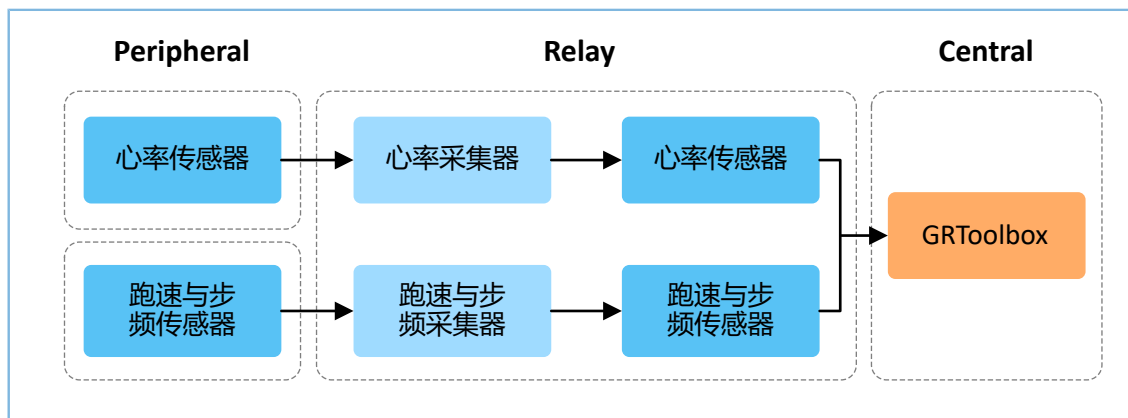 Peripheral
Relay
Central
心率传感器
心率采集器
心率传感器
GRToolbox
跑速与步
频传感器
跑速与步
频采集器
跑速与步
频传感器